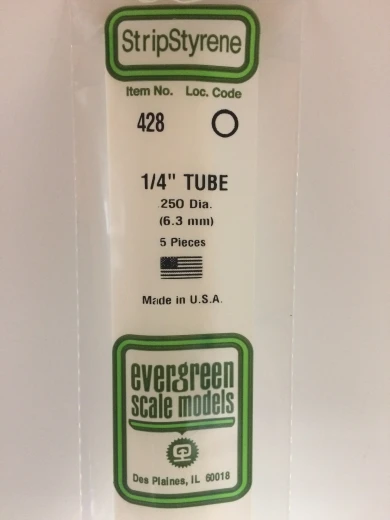 StripStyrene
Item No. Loc. Code
428
1/4" TUBE
.250 Dia.
(6.3 mm)
5 Pieces
Made in U.S.A.
evergreen
scale models
Des Plaines, IL 60018